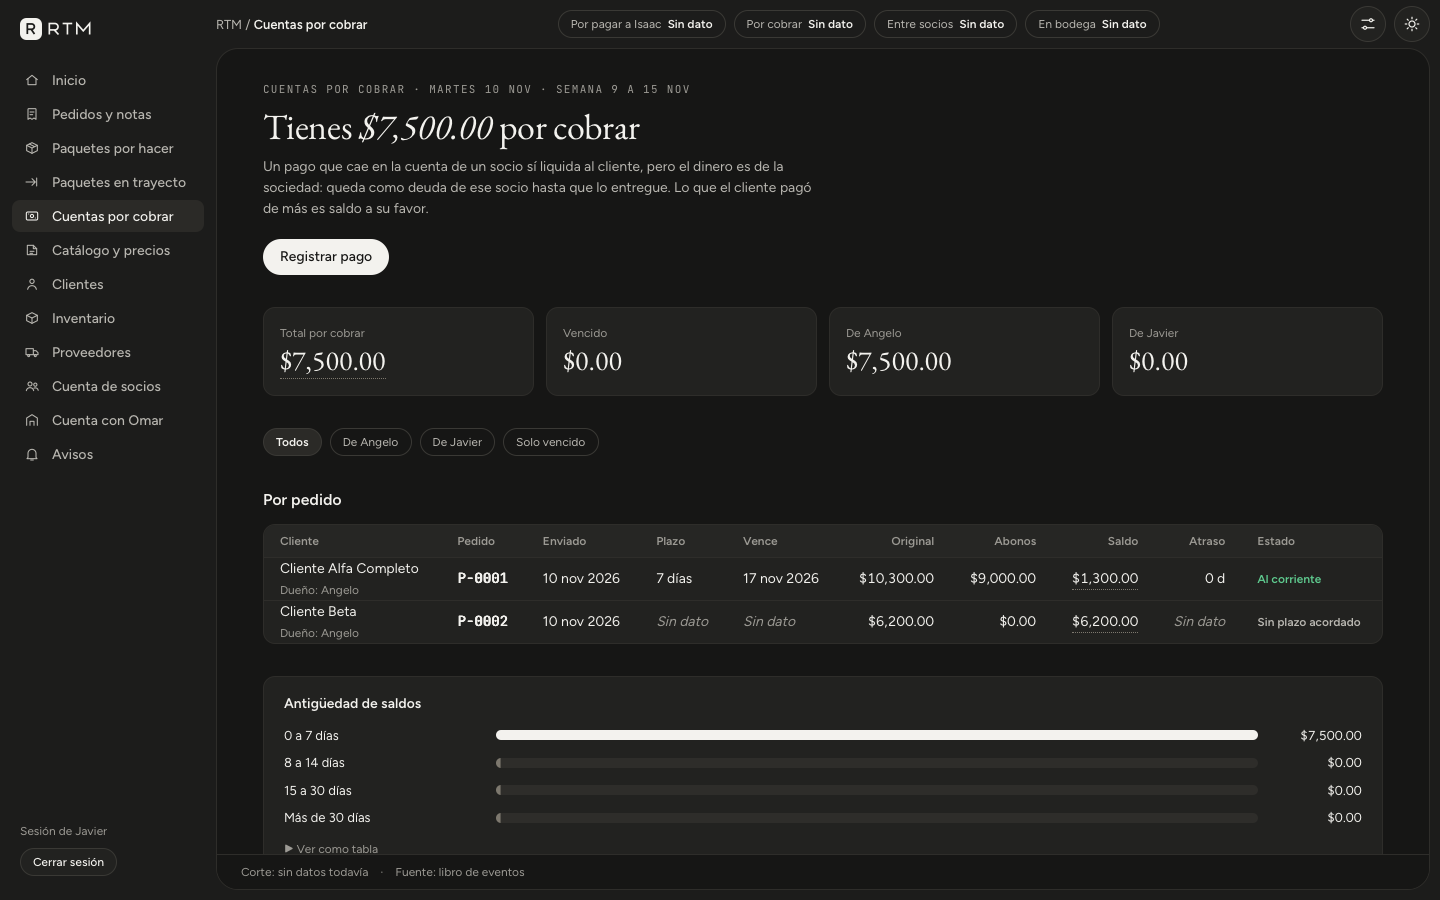 R RTM
RTM / Cuentas por cobrar
Por pagar a Isaac Sin dato
Por cobrar Sin dato
Entre socios Sin dato
En bodega Sin dato
Inicio
Pedidos y notas
Paquetes por hacer
Paquetes en trayecto
Cuentas por cobrar
Catálogo y precios
Clientes
Inventario
Proveedores
Cuenta de socios
Cuenta con Omar
Avisos
Sesión de Javier
Cerrar sesión
CUENTAS POR COBRAR · MARTES 10 NOV · SEMANA 9 A 15 NOV
Tienes $7,500.00 por cobrar
Un pago que cae en la cuenta de un socio sí liquida al cliente, pero el dinero es de la
sociedad: queda como deuda de ese socio hasta que lo entregue. Lo que el cliente pagó
de más es saldo a su favor.
Registrar pago
Total por cobrar
$7,500.00
Vencido
$0.00
De Angelo
$7,500.00
De Javier
$0.00
Todos De Angelo De Javier Solo vencido
Por pedido
Cliente Pedido Enviado Plazo Vence Original Abonos Saldo Atraso Estado
Cliente Alfa Completo
Dueño: Angelo
P-0001 10 nov 2026 7 días 17 nov 2026 $10,300.00 $9,000.00 $1,300.00 0 d Al corriente
Cliente Beta
Dueño: Angelo
P-0002 10 nov 2026 Sin dato Sin dato $6,200.00 $0.00 $6,200.00 Sin dato Sin plazo acordado
Antigüedad de saldos
0 a 7 días $7,500.00
8 a 14 días $0.00
15 a 30 días $0.00
Más de 30 días $0.00
Ver como tabla
Corte: sin datos todavía · Fuente: libro de eventos